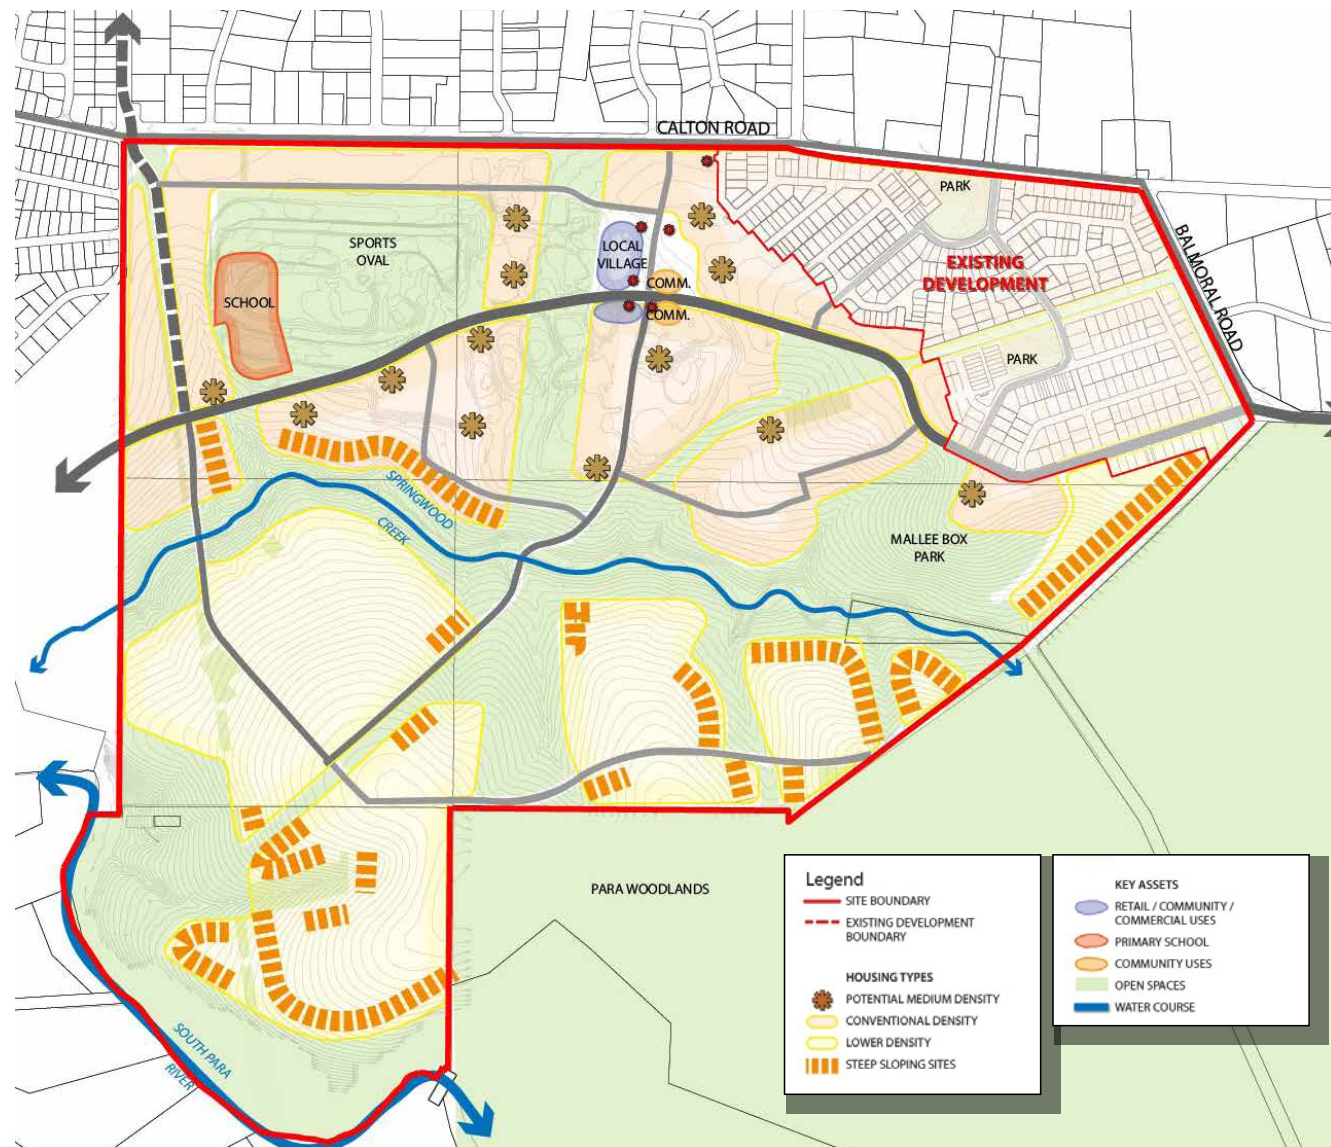 CALTON ROAD
PARK
BALMORAL ROAD
SPORTS
OVAL
LOCAL
VILLAGE
EXISTING
DEVELOPMENT
COMM.
SCHOOL
COMM.
PARK
SPRINGWOOD
CREEK
MALLEE BOX
PARK
PARA WOODLANDS
SOUTH PARA
RIVER
Legend
SITE BOUNDARY
EXISTING DEVELOPMENT
BOUNDARY
HOUSING TYPES
POTENTIAL MEDIUM DENSITY
CONVENTIONAL DENSITY
LOWER DENSITY
STEEP SLOPING SITES
KEY ASSETS
RETAIL / COMMUNITY /
COMMERCIAL USES
PRIMARY SCHOOL
COMMUNITY USES
OPEN SPACES
WATER COURSE